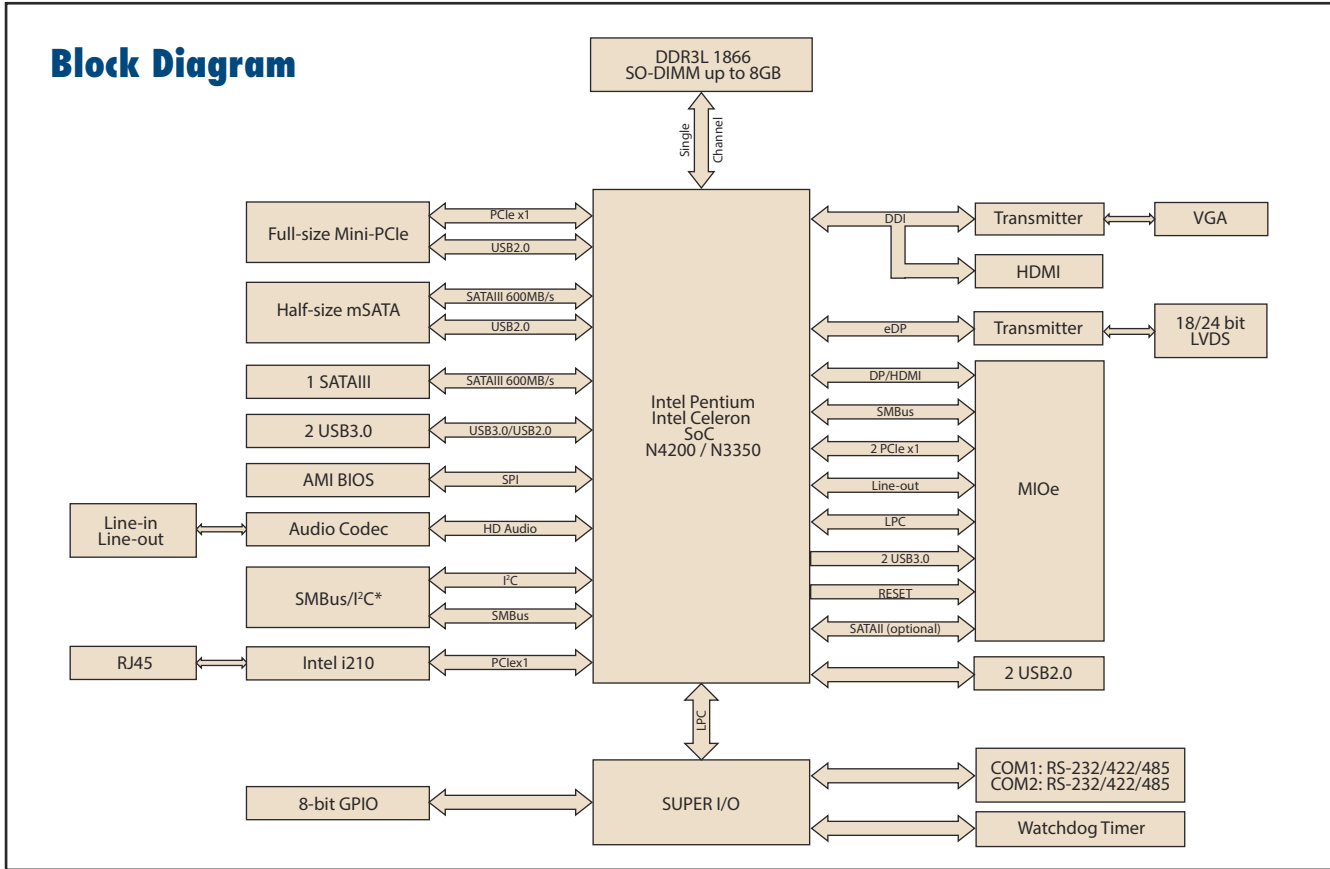 Block Diagram
DDR3L 1866
SO-DIMM up to 8GB
Single
Channel
Full-size Mini-PCIe
PCIe x1
USB2.0
Half-size mSATA
SATAIII 600MB/s
USB2.0
1 SATAIII
SATAIII 600MB/s
2 USB3.0
USB3.0/USB2.0
AMI BIOS
SPI
Line-in
Line-out
Audio Codec
HD Audio
SMBus/I²C*
I²C
SMBus
RJ45
Intel i210
PCIex1
Intel Pentium
Intel Celeron
SoC
N4200 / N3350
DDI
Transmitter
VGA
HDMI
eDP
Transmitter
18/24 bit
LVDS
DP/HDMI
SMBus
2 PCIe x1
Line-out
LPC
2 USB3.0
RESET
SATAII (optional)
MIOe
2 USB2.0
LPC
8-bit GPIO
SUPER I/O
COM1: RS-232/422/485
COM2: RS-232/422/485
Watchdog Timer